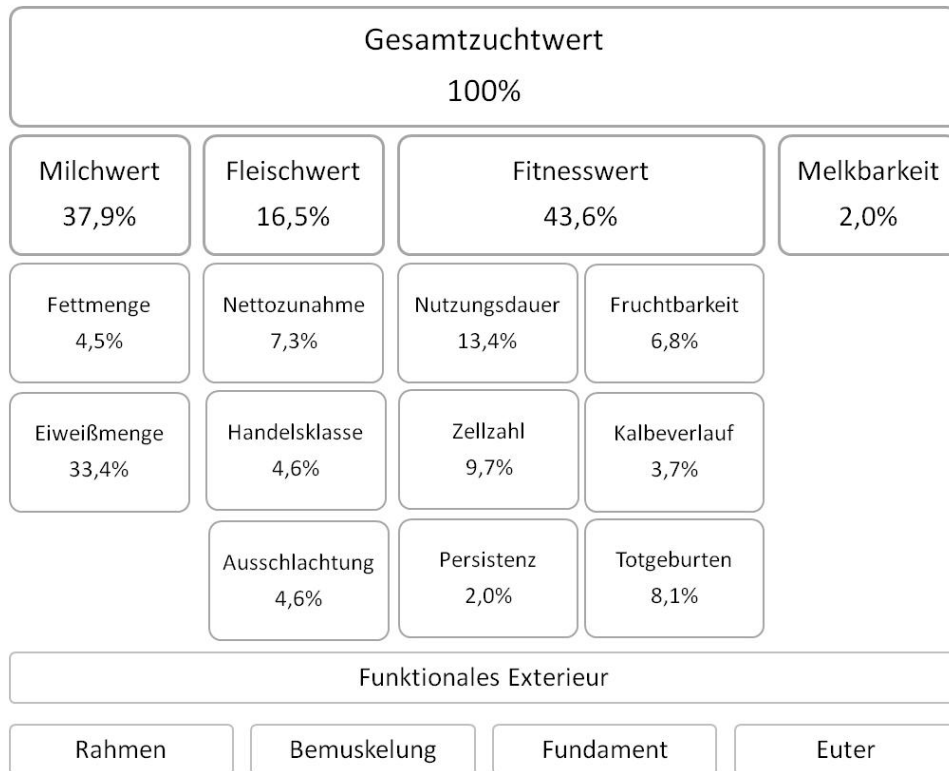 Gesamtzuchtwert
100%
Milchwert
37,9%
Fleischwert
16,5%
Fitnesswert
43,6%
Melkbarkeit
2,0%
Fettmenge
4,5%
Nettozunahme
7,3%
Nutzungsdauer
13,4%
Fruchtbarkeit
6,8%
Eiweißmenge
33,4%
Handelsklasse
4,6%
Zellzahl
9,7%
Kalbeverlauf
3,7%
Ausschlachtung
4,6%
Persistenz
2,0%
Totgeburten
8,1%
Funktionales Exterieur
Rahmen
Bemuskelung
Fundament
Euter